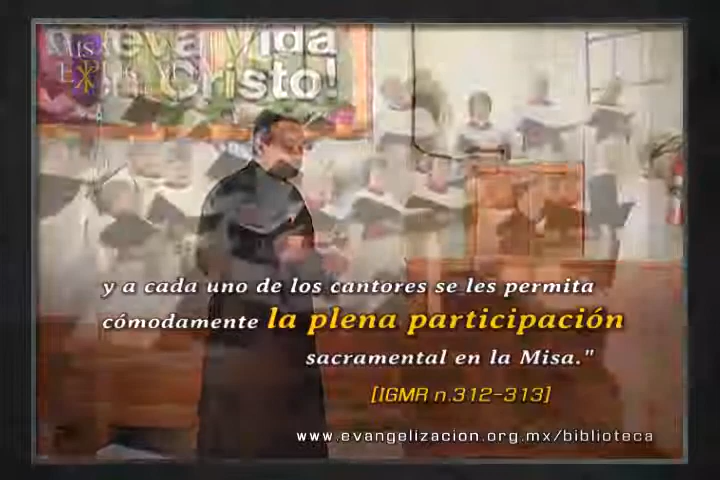 Nueva Vida
en Cristo!
y a cada uno de los cantores se les permita
cómodamente la plena participación
sacramental en la Misa."
[IGMR n.312-313]
www.evangelizacion.org.mx/biblioteca